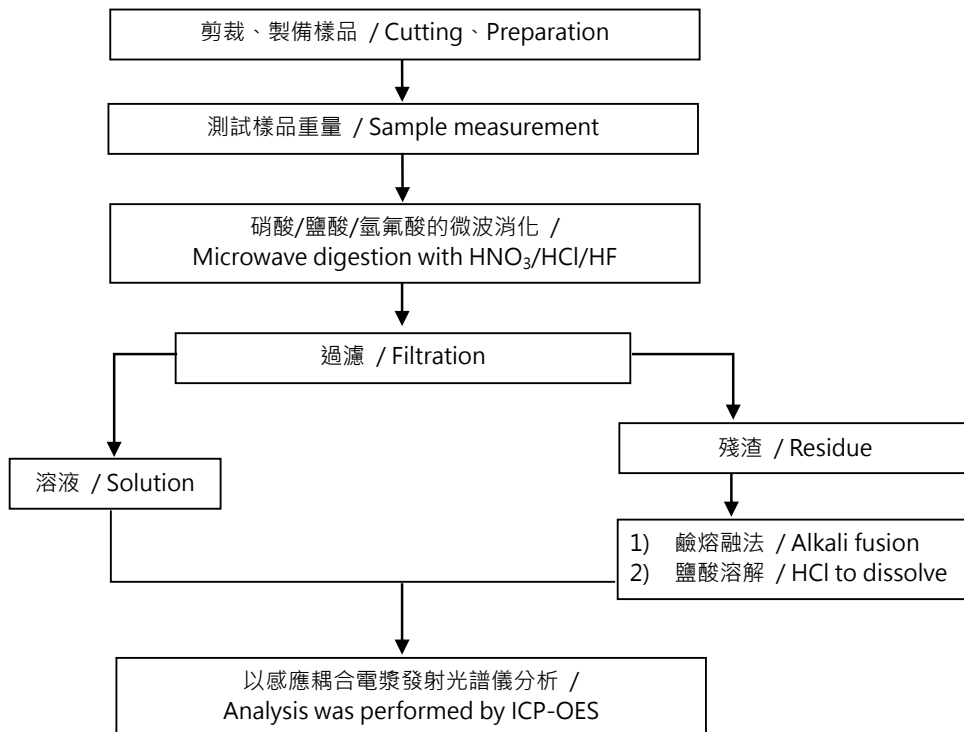 剪裁、製備樣品 / Cutting、Preparation
測試樣品重量 / Sample measurement
硝酸/鹽酸/氫氟酸的微波消化 /
Microwave digestion with HNO₃/HCl/HF
過濾 / Filtration
溶液 / Solution
殘渣 / Residue
1) 鹼熔融法 / Alkali fusion
2) 鹽酸溶解 / HCl to dissolve
以感應耦合電漿發射光譜儀分析 /
Analysis was performed by ICP-OES